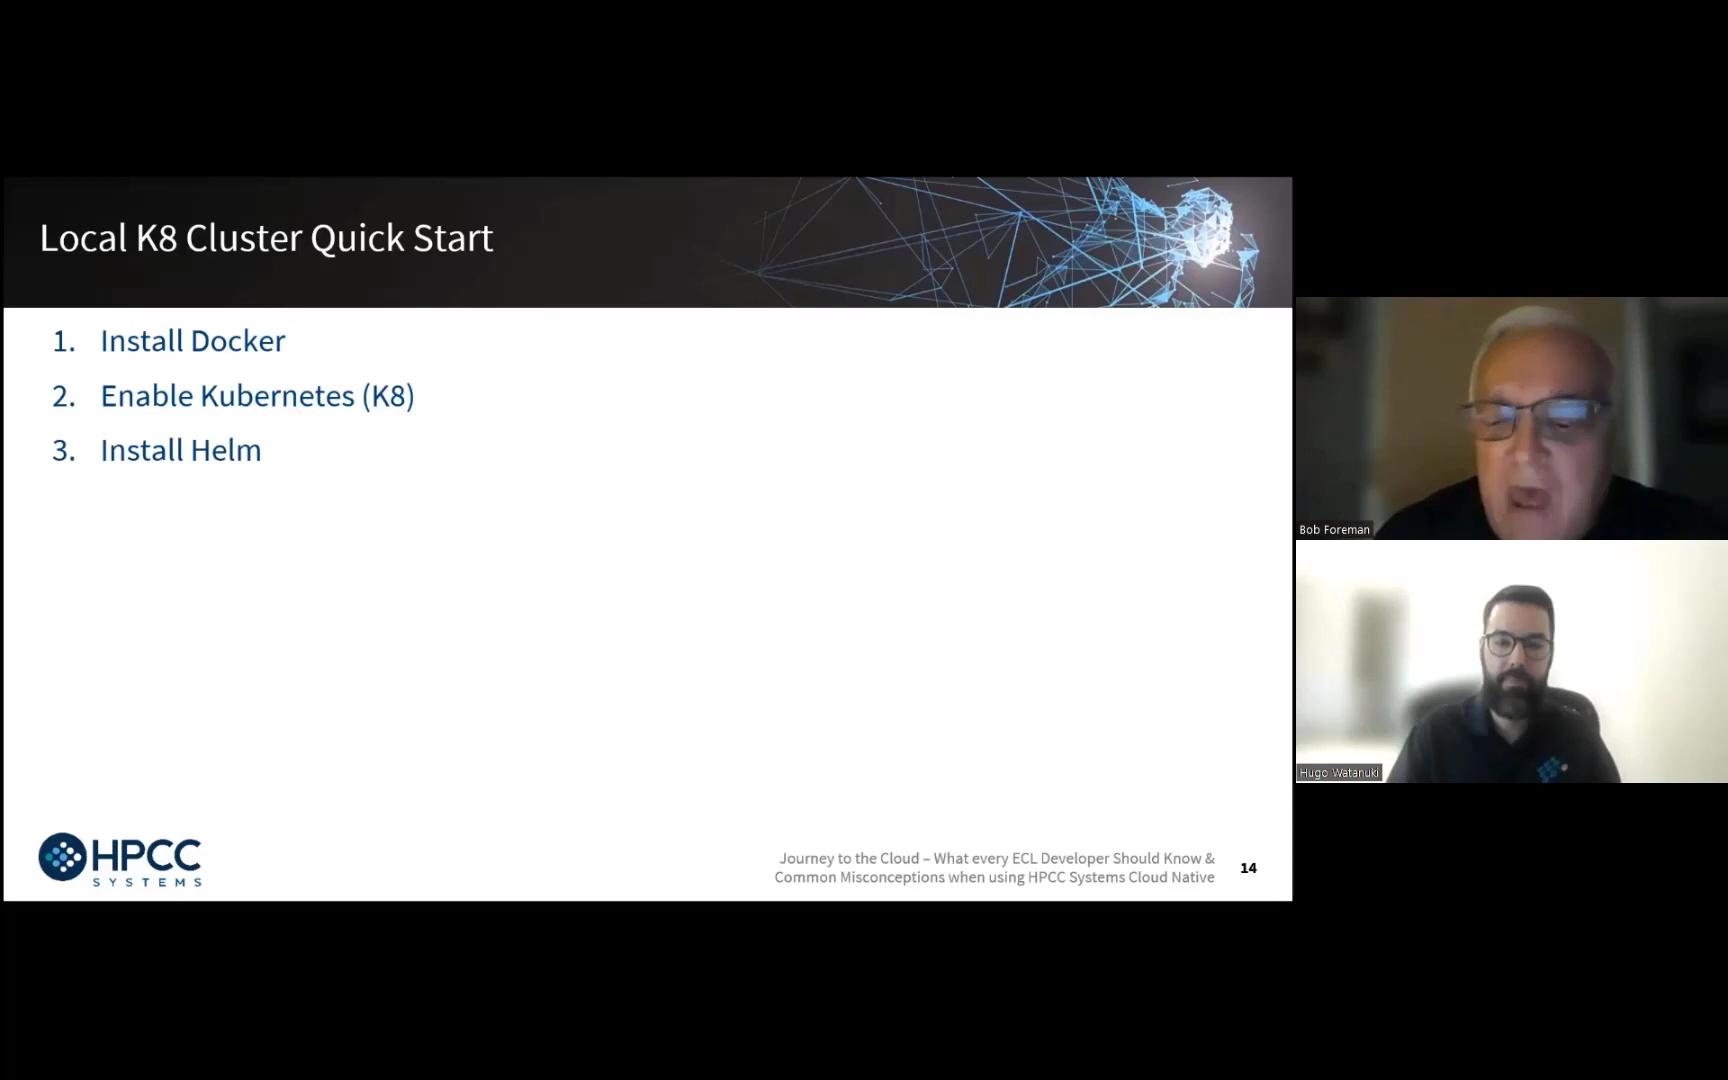 Local K8 Cluster Quick Start
1. Install Docker
2. Enable Kubernetes (K8)
3. Install Helm
HPCC
SYSTEMS
Journey to the Cloud – What every ECL Developer Should Know &
Common Misconceptions when using HPCC Systems Cloud Native
14
Bob Foreman
Hugo Watanuki